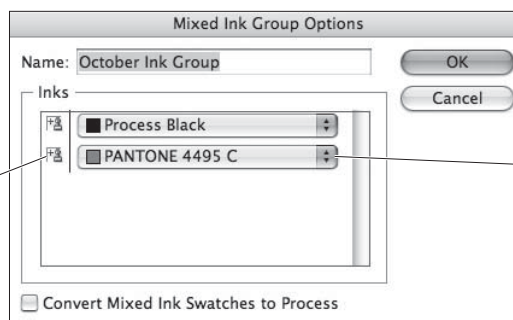 Mixed Ink Group Options
Name: October Ink Group
OK
Inks
Cancel
Process Black
PANTONE 4495 C
Convert Mixed Ink Swatches to Process